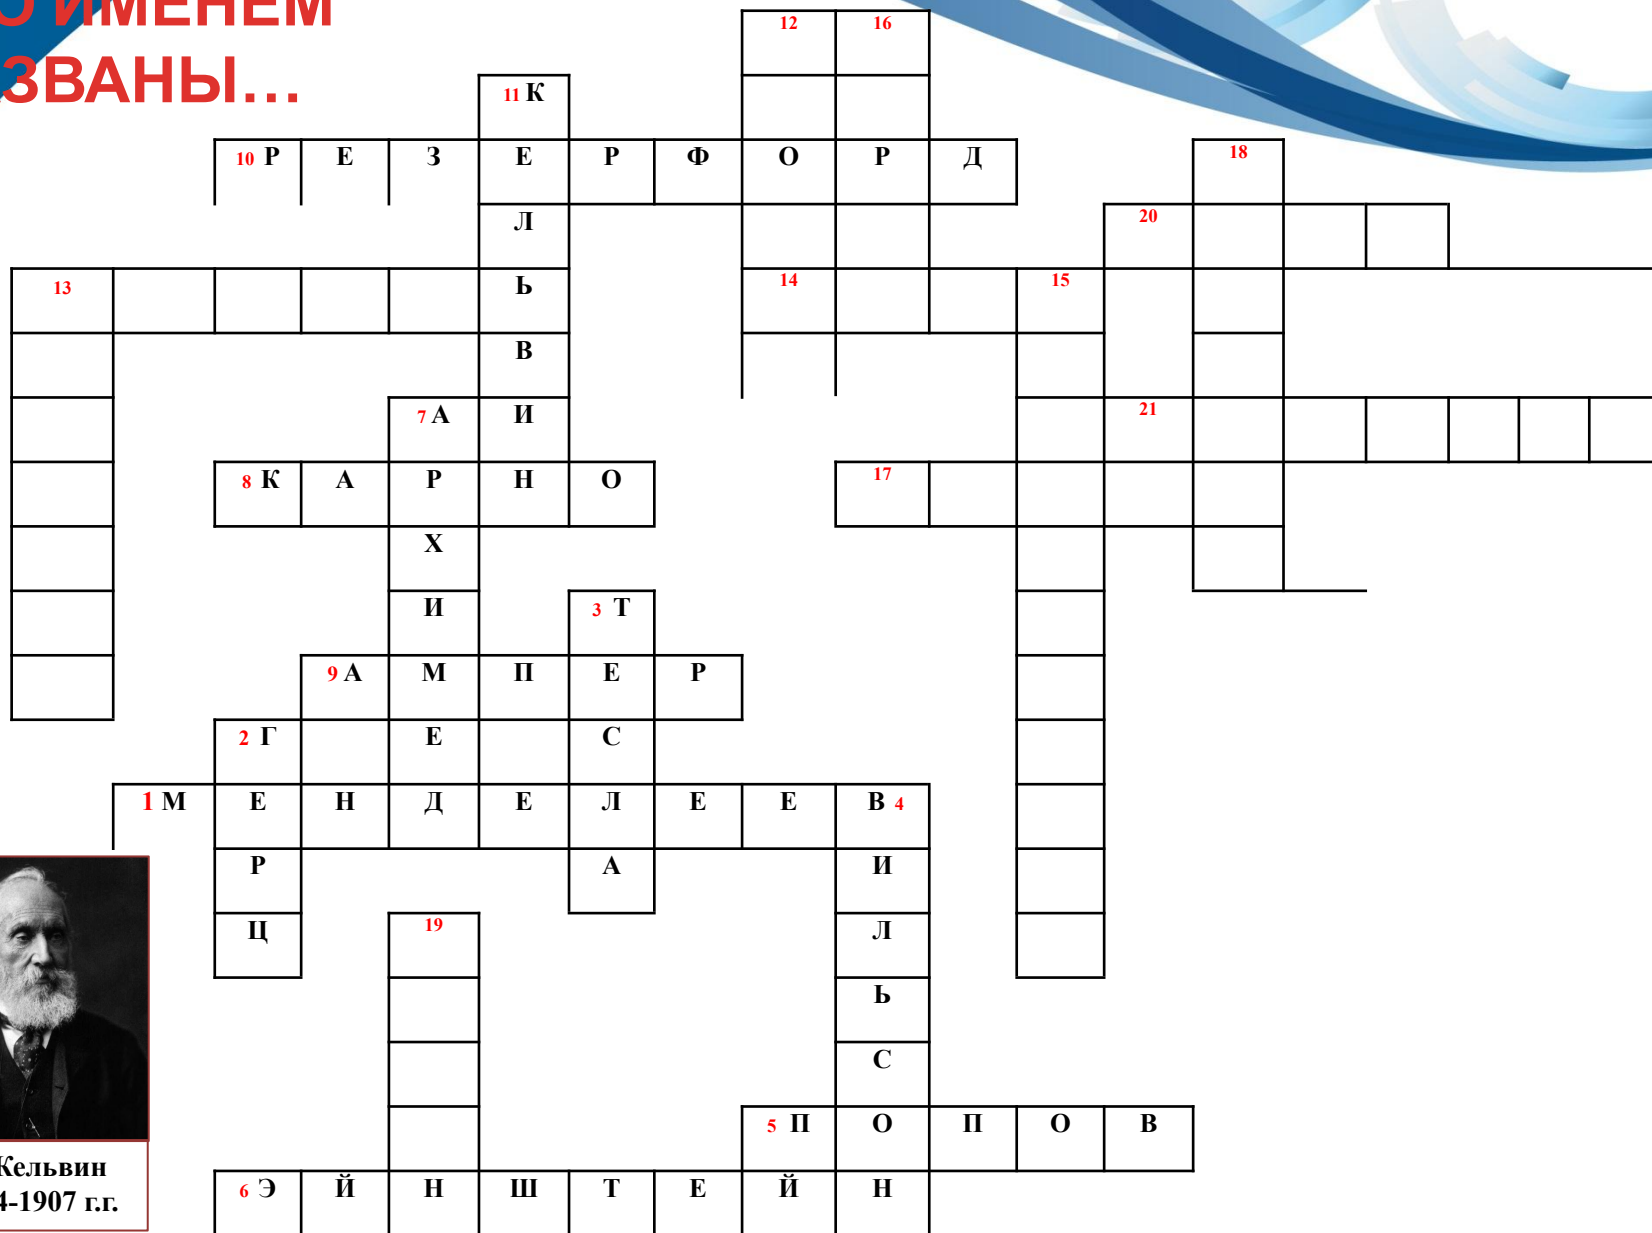 ИМЕНЕМ
ЗВАНЫ...
12 16
11 К
10 Р Е З Е Р Ф О Р Д 18
Л 20
13 Ь 14 15
В
7 А И 21
8 К А Р Н О 17
Х
И 3 Т
9 А М П Е Р
2 Г Е С
1 М Е Н Д Е Л Е Е В 4
Р А И
Ц 19 Л
Ь
С
5 П О П О В
6 Э Й Н Ш Т Е Й Н
Кельвин
4-1907 г.г.